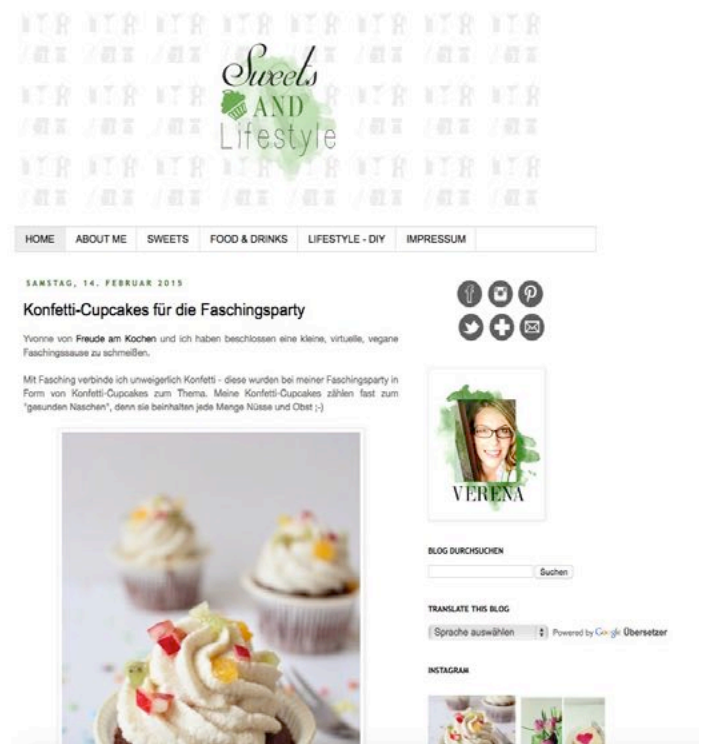 Sweets
AND
Lifestyle
HOME ABOUT ME SWEETS FOOD & DRINKS LIFESTYLE - DIY IMPRESSUM
SAMSTAG, 14. FEBRUAR 2015
Konfetti-Cupcakes für die Faschingsparty
Yvonne von Freude am Kochen und ich haben beschlossen eine kleine, virtuelle, vegane
Faschingssause zu schmeißen.
Mit Fasching verbinde ich unweigerlich Konfetti - diese wurden bei meiner Faschingsparty in
Form von Konfetti-Cupcakes zum Thema. Meine Konfetti-Cupcakes zählen fast zum
"gesunden Naschen", denn sie beinhalten jede Menge Nüsse und Obst ;-)
VERENA
BLOG DURCHSUCHEN
Suchen
TRANSLATE THIS BLOG
Sprache auswählen Powered by Google Übersetzer
INSTAGRAM